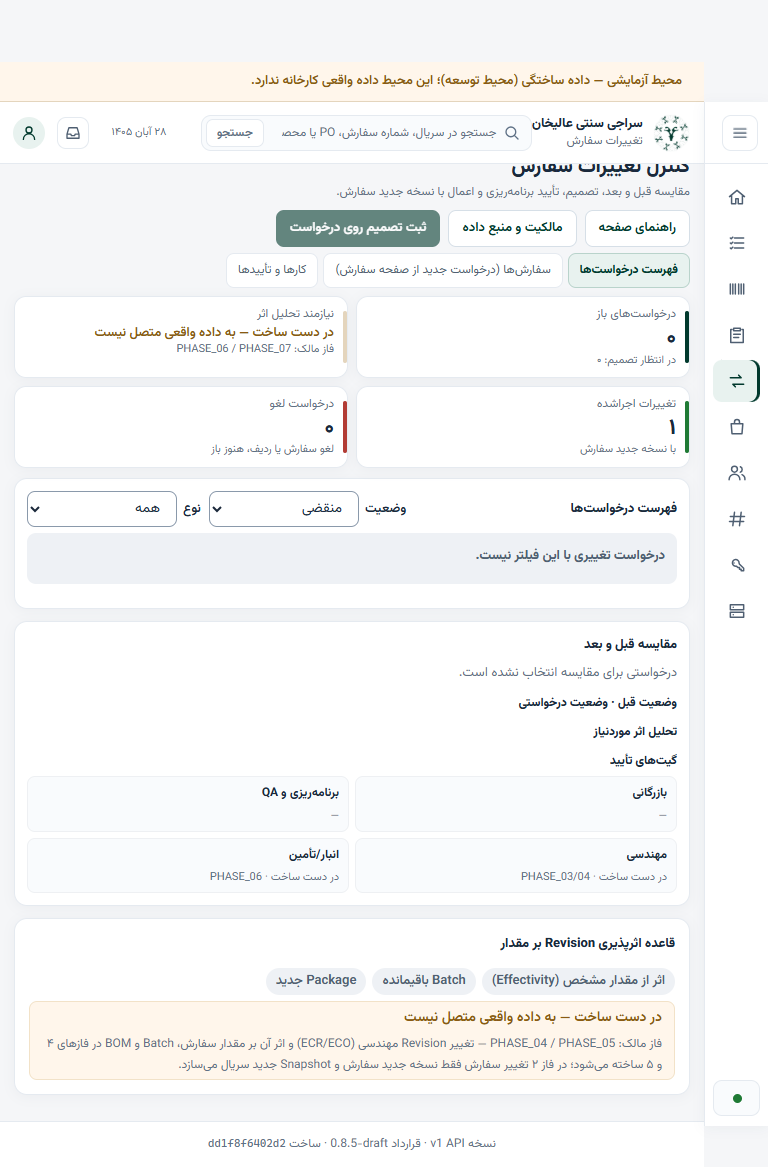 محیط آزمایشی — داده ساختگی (محیط توسعه)؛ این محیط داده واقعی کارخانه ندارد.
سراجی سنتی عالیخان
تغییرات سفارش
جستجو در سریال، شماره سفارش، PO یا محصـ
جستجو
۲۸ آبان ۱۴۰۵
کنترل تغییرات سفارش
مقایسه قبل و بعد، تصمیم، تأیید برنامه‌ریزی و اعمال با نسخه جدید سفارش.
راهنمای صفحه
مالکیت و منبع داده
ثبت تصمیم روی درخواست
فهرست درخواست‌ها
سفارش‌ها (درخواست جدید از صفحه سفارش)
کارها و تأییدها
درخواست‌های باز
۰
در انتظار تصمیم: ۰
نیازمند تحلیل اثر
در دست ساخت — به داده واقعی متصل نیست
فاز مالک: PHASE_06 / PHASE_07
تغییرات اجراشده
۱
با نسخه جدید سفارش
درخواست لغو
۰
لغو سفارش یا ردیف، هنوز باز
فهرست درخواست‌ها
وضعیت
منقضی
نوع
همه
درخواست تغییری با این فیلتر نیست.
مقایسه قبل و بعد
درخواستی برای مقایسه انتخاب نشده است.
وضعیت قبل · وضعیت درخواستی
تحلیل اثر موردنیاز
گیت‌های تأیید
بازرگانی
—
برنامه‌ریزی و QA
—
مهندسی
در دست ساخت · PHASE_03/04
انبار/تأمین
در دست ساخت · PHASE_06
قاعده اثرپذیری Revision بر مقدار
اثر از مقدار مشخص (Effectivity)
Batch باقیمانده
Package جدید
در دست ساخت — به داده واقعی متصل نیست
فاز مالک: PHASE_04 / PHASE_05 — تغییر Revision مهندسی (ECR/ECO) و اثر آن بر مقدار سفارش، Batch و BOM در فازهای ۴
و ۵ ساخته می‌شود؛ در فاز ۲ تغییر سفارش فقط نسخه جدید سفارش و Snapshot جدید سریال می‌سازد.
نسخه API v1 · قرارداد 0.8.5-draft · ساخت dd1f8f6402d2